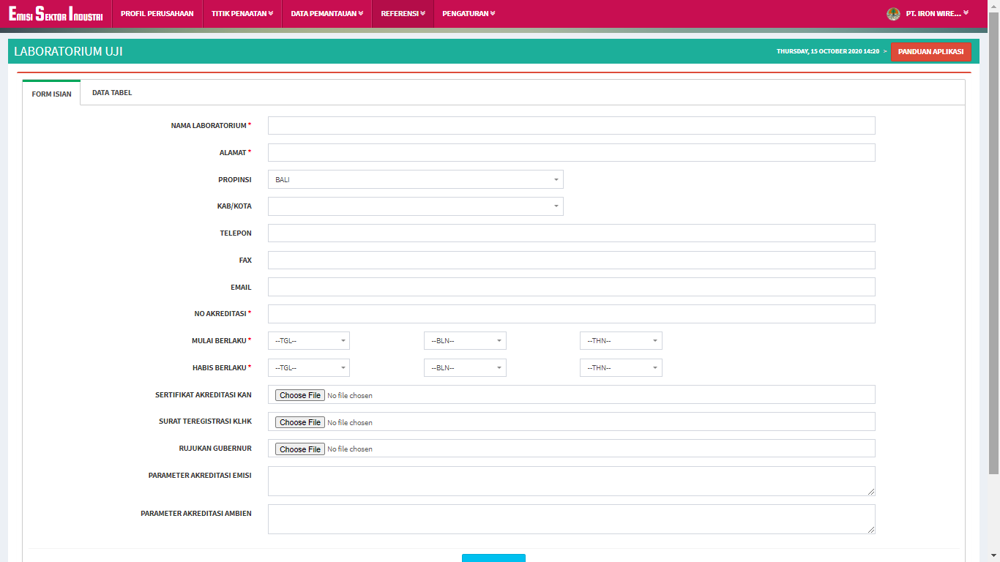 EMISI SEKTOR INDUSTRI PROFIL PERUSAHAAN TITIK PENAATAN DATA PEMANTAUAN REFERENSI PENGATURAN PT. IRON WIRE...
LABORATORIUM UJI THURSDAY, 15 OCTOBER 2020 14:20 > PANDUAN APLIKASI
FORM ISIAN DATA TABEL
NAMA LABORATORIUM *
ALAMAT *
PROPINSI BALI
KAB/KOTA
TELEPON
FAX
EMAIL
NO AKREDITASI *
MULAI BERLAKU * --TGL-- --BLN-- --THN--
HABIS BERLAKU * --TGL-- --BLN-- --THN--
SERTIFIKAT AKREDITASI KAN Choose File No file chosen
SURAT TEREGISTRASI KLHK Choose File No file chosen
RUJUKAN GUBERNUR Choose File No file chosen
PARAMETER AKREDITASI EMISI
PARAMETER AKREDITASI AMBIEN